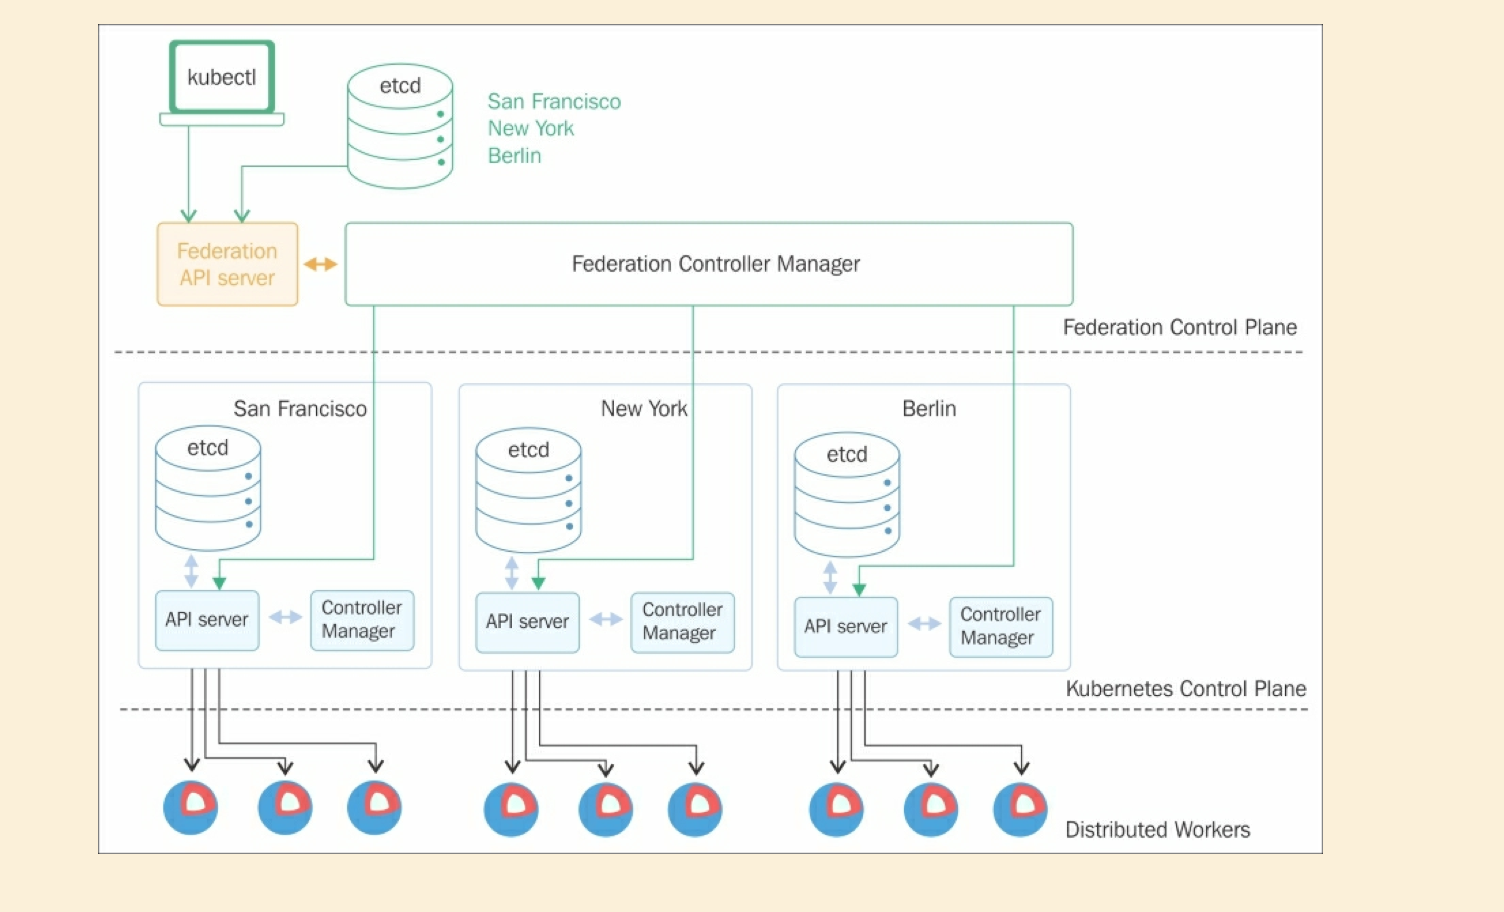 kubectl
etcd
San Francisco
New York
Berlin
Federation
API server
Federation Controller Manager
Federation Control Plane
San Francisco
New York
Berlin
etcd
etcd
etcd
API server
Controller
Manager
API server
Controller
Manager
API server
Controller
Manager
Kubernetes Control Plane
Distributed Workers